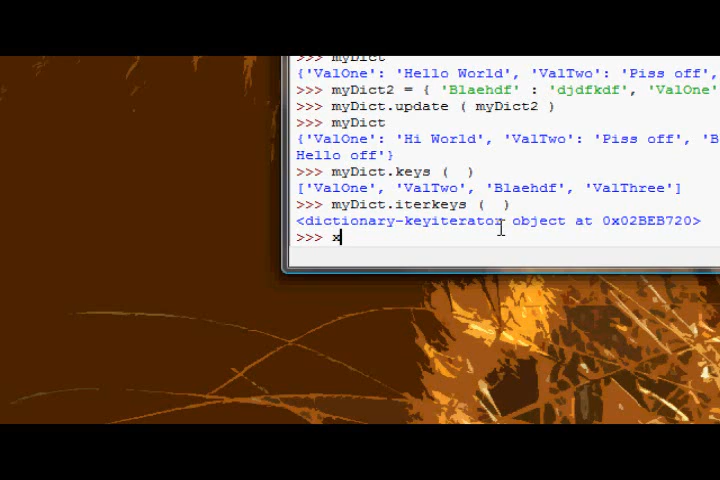 >>> myDict
{'ValOne': 'Hello World', 'ValTwo': 'Piss off',
>>> myDict2 = { 'Blaehdf' : 'djdfkdf', 'ValOne'
>>> myDict.update ( myDict2 )
>>> myDict
{'ValOne': 'Hi World', 'ValTwo': 'Piss off', 'B
Hello off'}
>>> myDict.keys (  )
['ValOne', 'ValTwo', 'Blaehdf', 'ValThree']
>>> myDict.iterkeys (  )
<dictionary-keyiterator object at 0x02BEB720>
>>> x